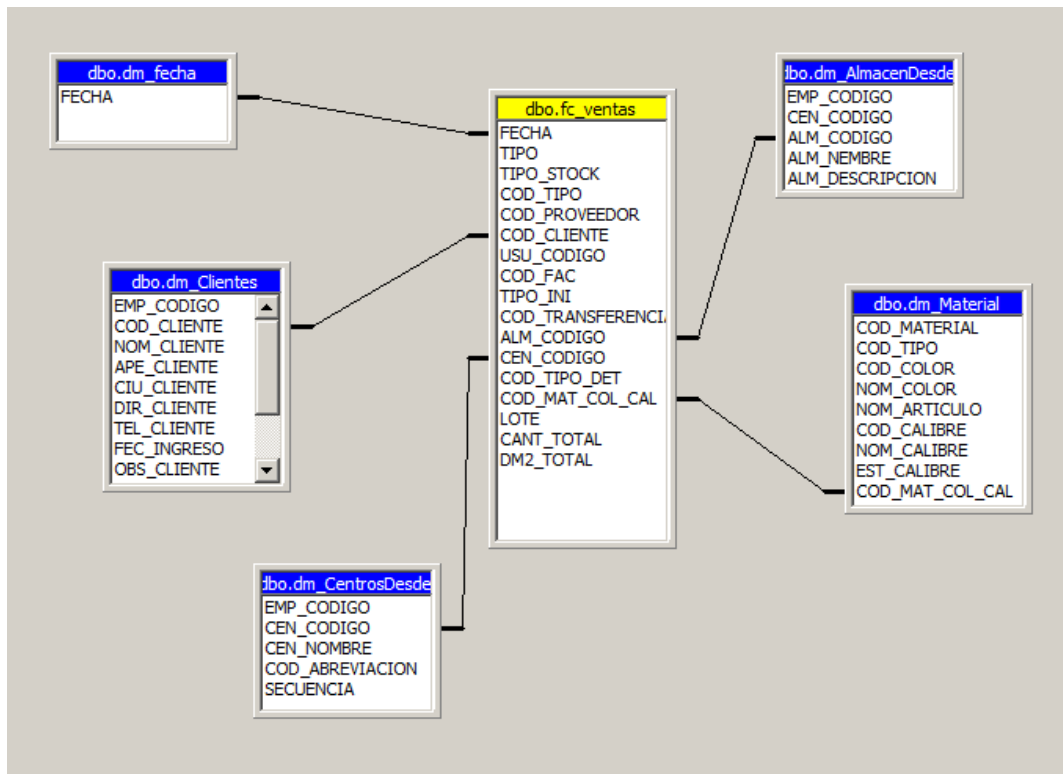 dbo.dm_fecha
FECHA
dbo.fc_ventas
FECHA
TIPO
TIPO_STOCK
COD_TIPO
COD_PROVEEDOR
COD_CLIENTE
USU_CODIGO
COD_FAC
TIPO_INI
COD_TRANSFERENCIA
ALM_CODIGO
CEN_CODIGO
COD_TIPO_DET
COD_MAT_COL_CAL
LOTE
CANT_TOTAL
DM2_TOTAL
dbo.dm_AlmacenDesde
EMP_CODIGO
CEN_CODIGO
ALM_CODIGO
ALM_NEMBRE
ALM_DESCRIPCION
dbo.dm_Clientes
EMP_CODIGO
COD_CLIENTE
NOM_CLIENTE
APE_CLIENTE
CIU_CLIENTE
DIR_CLIENTE
TEL_CLIENTE
FEC_INGRESO
OBS_CLIENTE
dbo.dm_Material
COD_MATERIAL
COD_TIPO
COD_COLOR
NOM_COLOR
NOM_ARTICULO
COD_CALIBRE
NOM_CALIBRE
EST_CALIBRE
COD_MAT_COL_CAL
dbo.dm_CentrosDesde
EMP_CODIGO
CEN_CODIGO
CEN_NOMBRE
COD_ABREVIACION
SECUENCIA